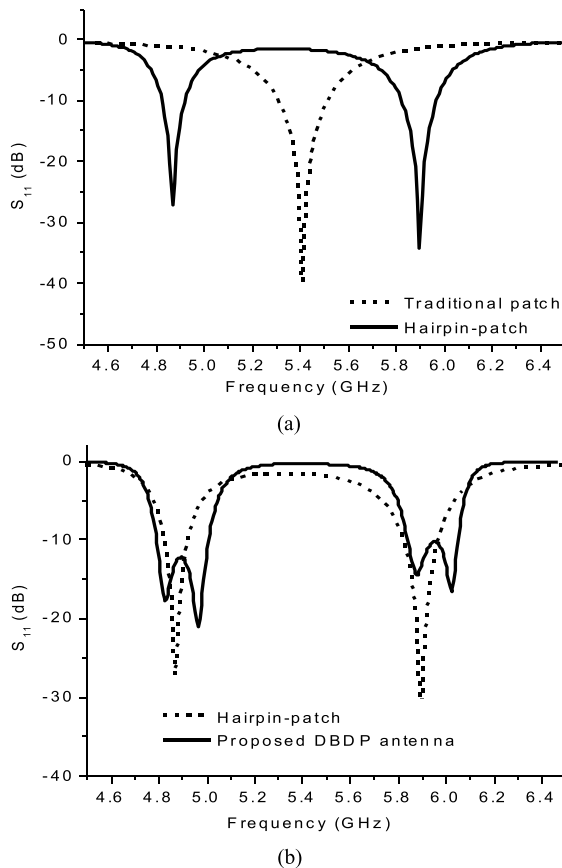 0
-10
-20
-30
-40
-50
S11 (dB)
Traditional patch
Hairpin-patch
4.6 4.8 5.0 5.2 5.4 5.6 5.8 6.0 6.2 6.4
Frequency (GHz)
(a)
0
-10
-20
-30
-40
S11 (dB)
Hairpin-patch
Proposed DBDP antenna
4.6 4.8 5.0 5.2 5.4 5.6 5.8 6.0 6.2 6.4
Frequency (GHz)
(b)